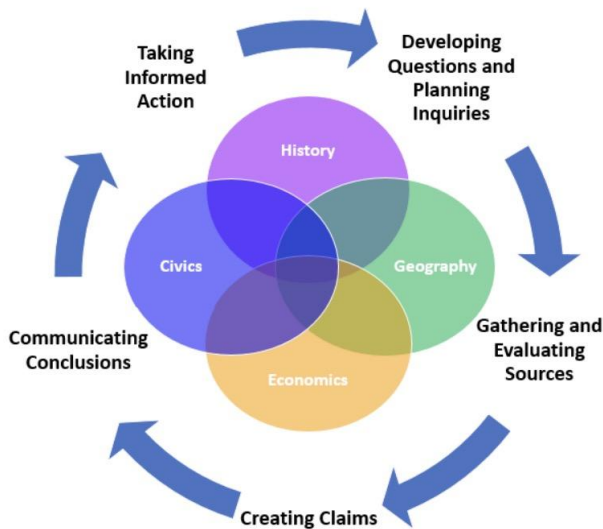 Taking
Informed
Action
Developing
Questions and
Planning
Inquiries
History
Civics
Geography
Economics
Gathering and
Evaluating
Sources
Communicating
Conclusions
Creating Claims